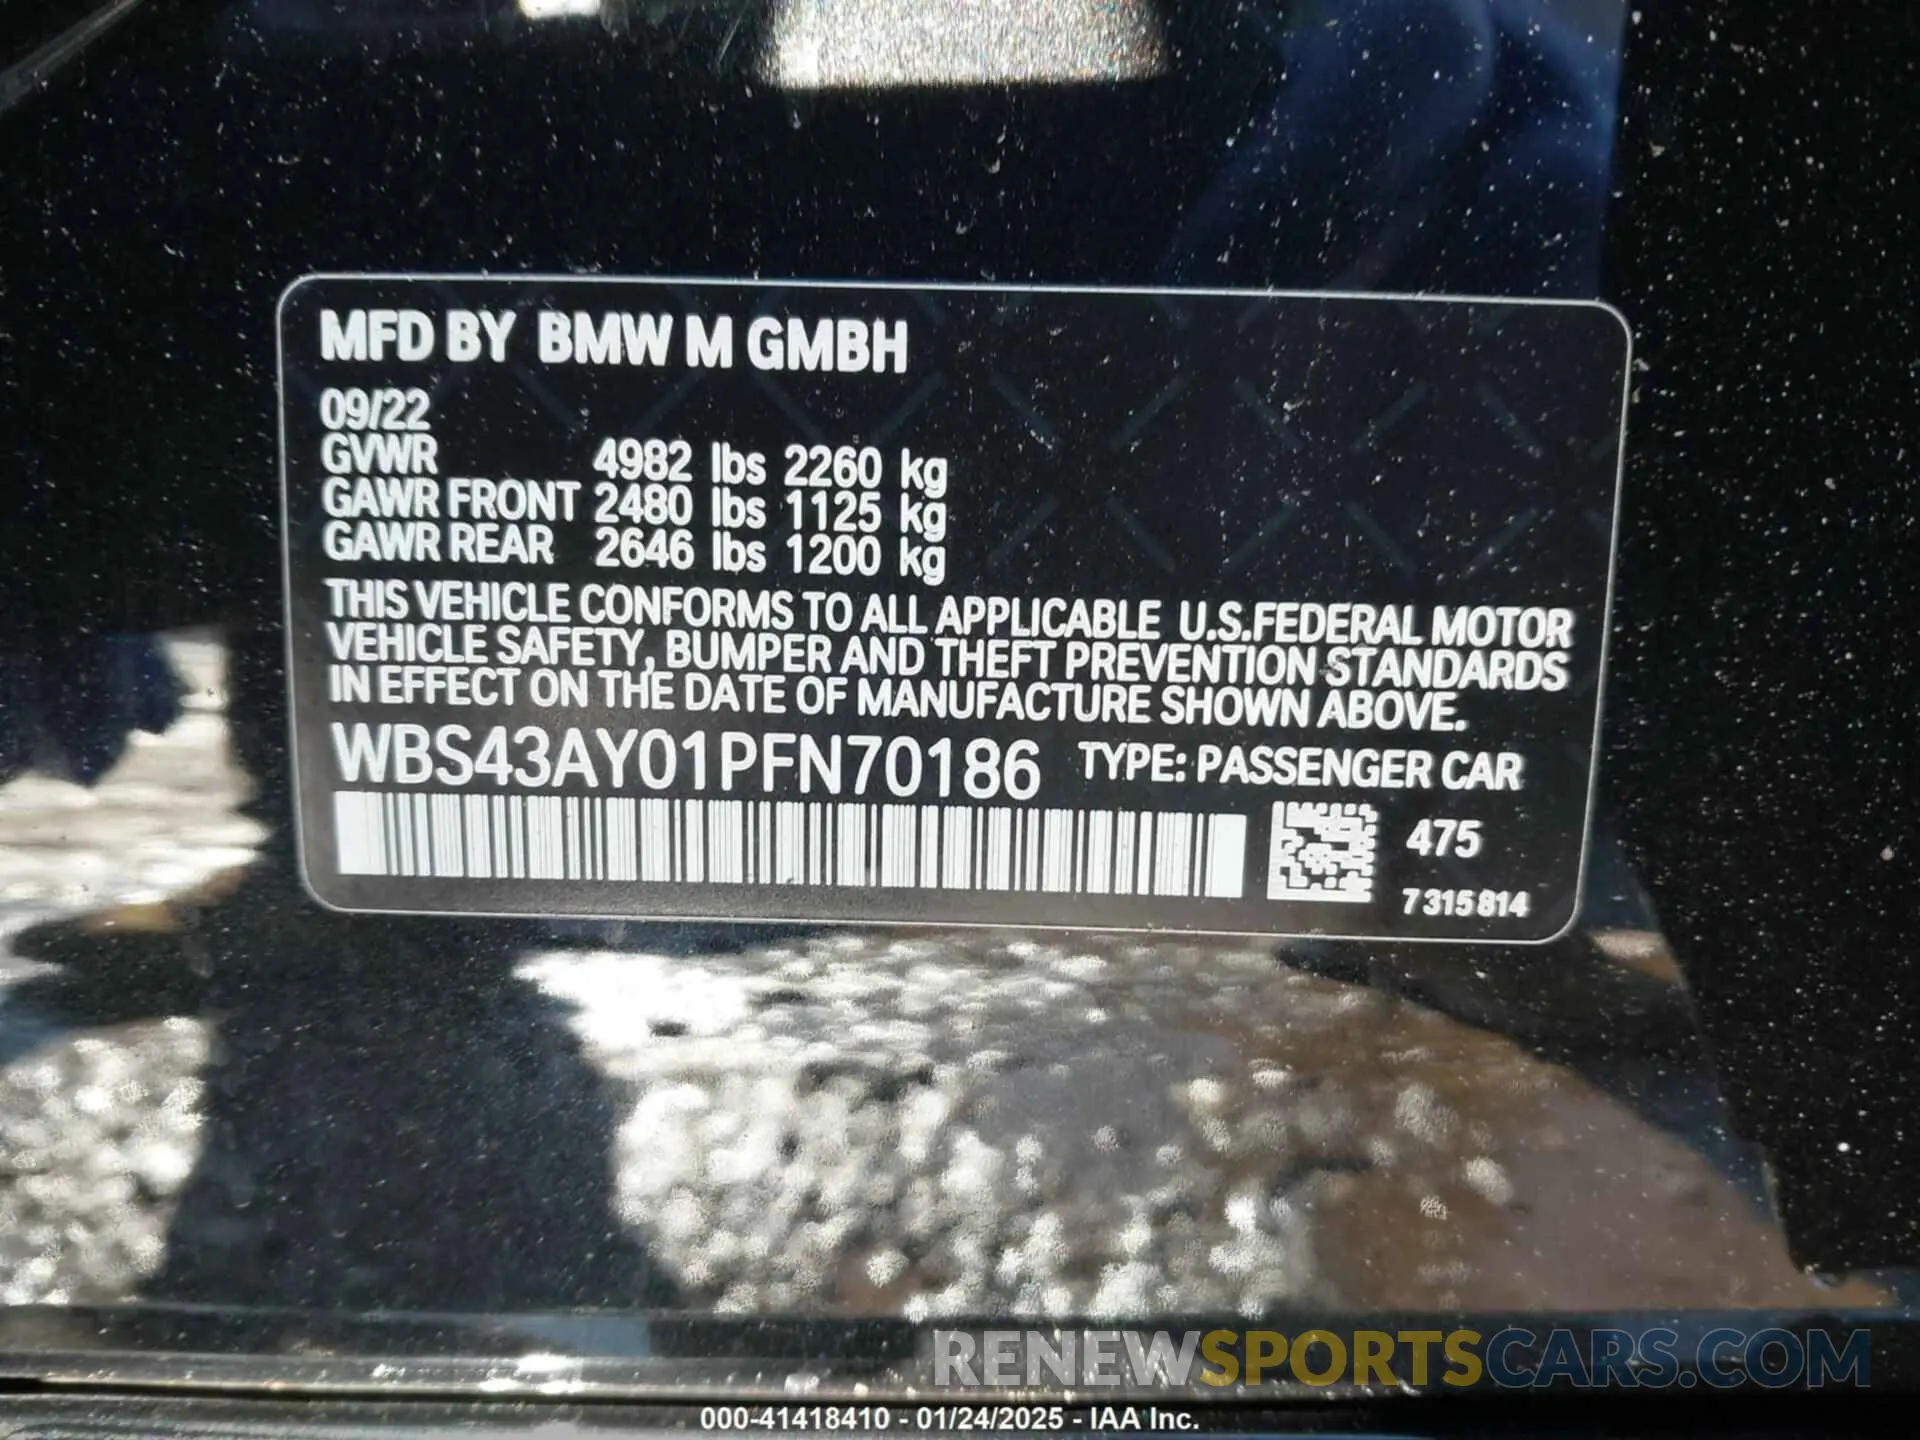 MFD BY BMW M GMBH
09/22
GVWR 4982 lbs 2260 kg
GAWR FRONT 2480 lbs 1125 kg
GAWR REAR 2646 lbs 1200 kg
THIS VEHICLE CONFORMS TO ALL APPLICABLE U.S.FEDERAL MOTOR
VEHICLE SAFETY, BUMPER AND THEFT PREVENTION STANDARDS
IN EFFECT ON THE DATE OF MANUFACTURE SHOWN ABOVE.
WBS43AY01PFN70186 TYPE: PASSENGER CAR
475
7 315 814
RENEWSPORTSCARS.COM
000-41418410 - 01/24/2025 - IAA Inc.